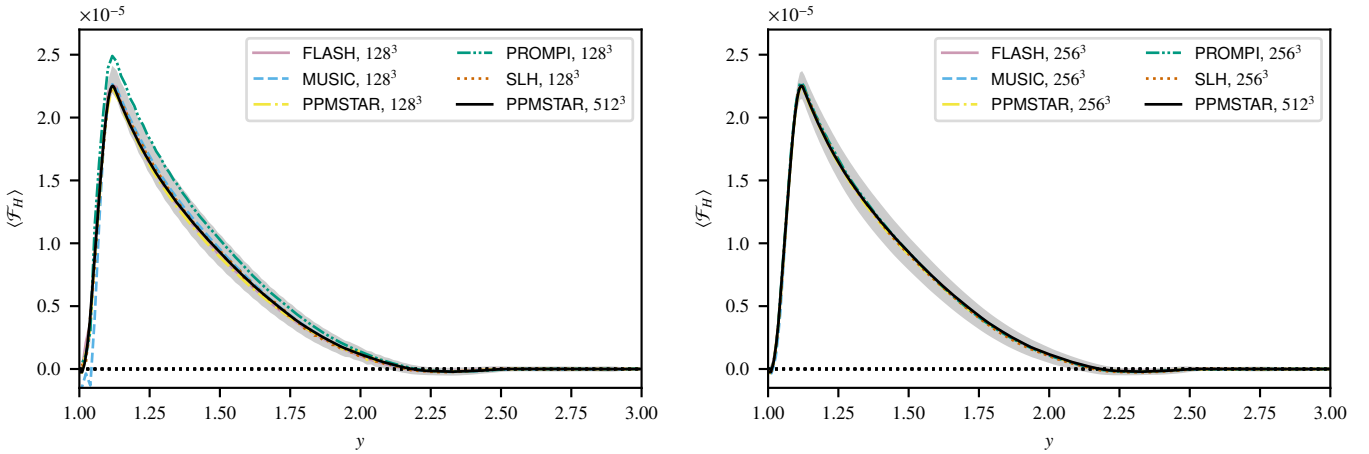 ×10⁻⁵
2.5
2.0
1.5
1.0
0.5
0.0
⟨ℱ_H⟩
FLASH, 128³
MUSIC, 128³
PPMSTAR, 128³
PROMPI, 128³
SLH, 128³
PPMSTAR, 512³
1.00 1.25 1.50 1.75 2.00 2.25 2.50 2.75 3.00
y
×10⁻⁵
2.5
2.0
1.5
1.0
0.5
0.0
⟨ℱ_H⟩
FLASH, 256³
MUSIC, 256³
PPMSTAR, 256³
PROMPI, 256³
SLH, 256³
PPMSTAR, 512³
1.00 1.25 1.50 1.75 2.00 2.25 2.50 2.75 3.00
y